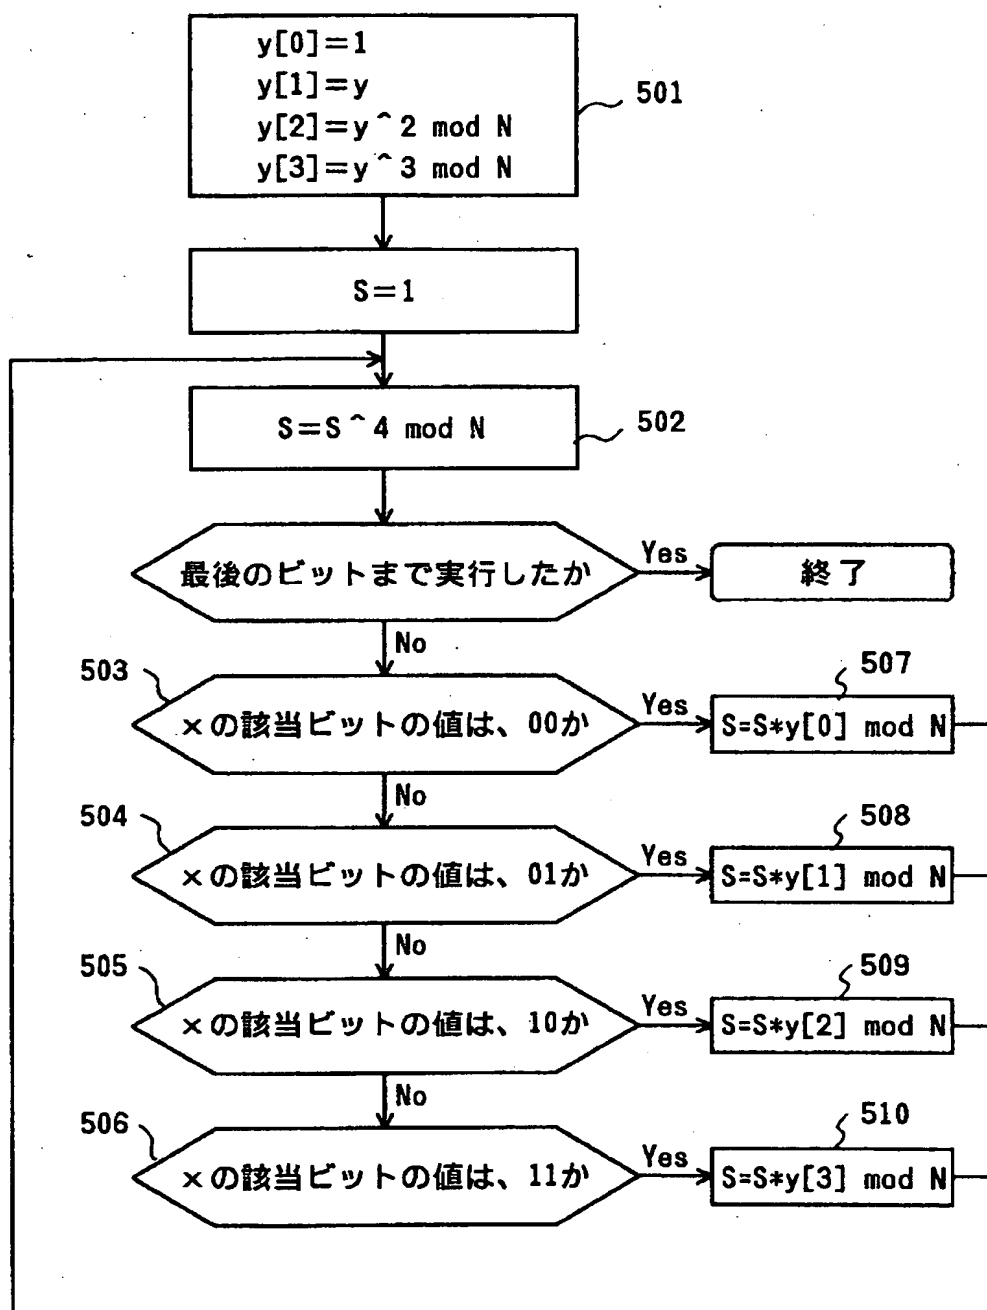 y[0]=1
y[1]=y
y[2]=y^2 mod N
y[3]=y^3 mod N
501
S=1
S=S^4 mod N
502
最後のビットまで実行したか
Yes
終了
No
503
xの該当ビットの値は、00か
Yes
507
S=S*y[0] mod N
No
504
xの該当ビットの値は、01か
Yes
508
S=S*y[1] mod N
No
505
xの該当ビットの値は、10か
Yes
509
S=S*y[2] mod N
No
506
xの該当ビットの値は、11か
Yes
510
S=S*y[3] mod N